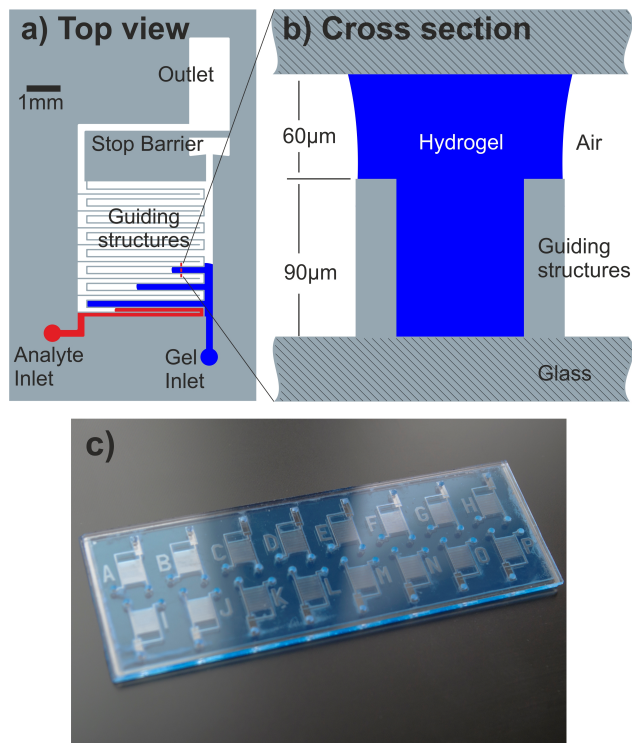 a) Top view
Outlet
1mm
Stop Barrier
Guiding
structures
Analyte
Inlet
Gel
Inlet
b) Cross section
60µm
Hydrogel
Air
90µm
Guiding
structures
Glass
c)
A B C D E F G H
I J K L M N O P